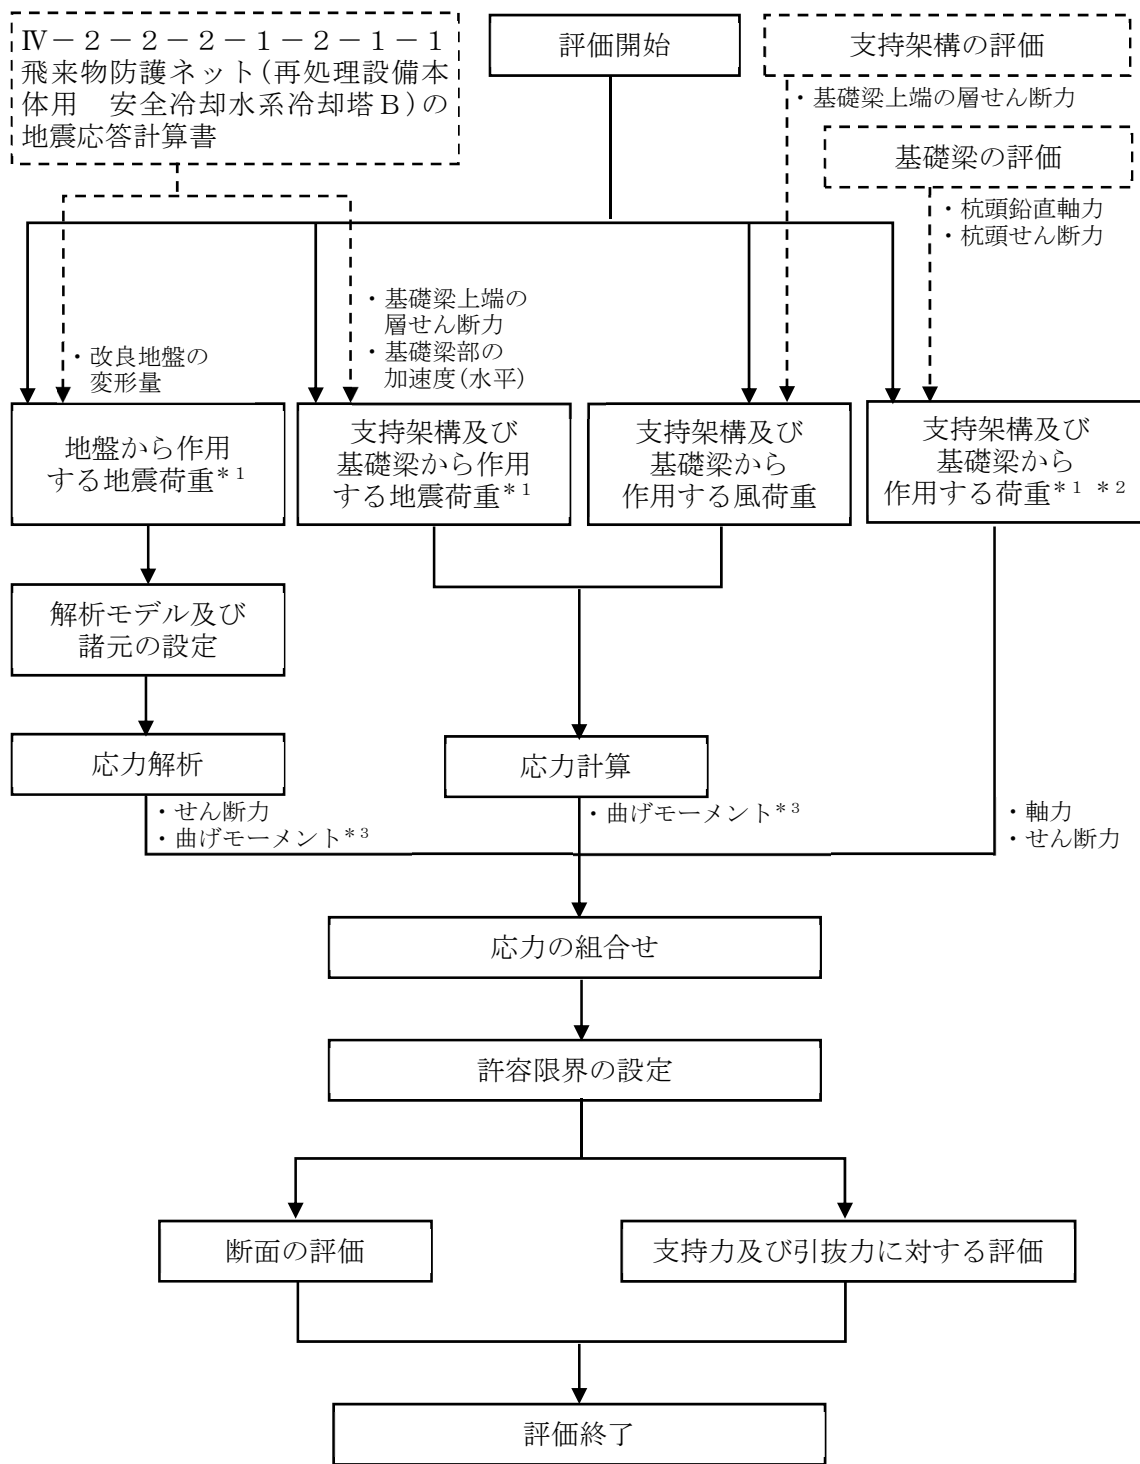 Ⅳ－２－２－２－１－２－１－１
飛来物防護ネット(再処理設備本
体用　安全冷却水系冷却塔Ｂ)の
地震応答計算書
評価開始
支持架構の評価
・基礎梁上端の層せん断力
基礎梁の評価
・杭頭鉛直軸力
・杭頭せん断力
・改良地盤の
変形量
・基礎梁上端の
層せん断力
・基礎梁部の
加速度(水平)
地盤から作用
する地震荷重*1
支持架構及び
基礎梁から作用
する地震荷重*1
支持架構及び
基礎梁から
作用する風荷重
支持架構及び
基礎梁から
作用する荷重*1 *2
解析モデル及び
諸元の設定
応力解析
・せん断力
・曲げモーメント*3
応力計算
・曲げモーメント*3
・軸力
・せん断力
応力の組合せ
許容限界の設定
断面の評価
支持力及び引抜力に対する評価
評価終了